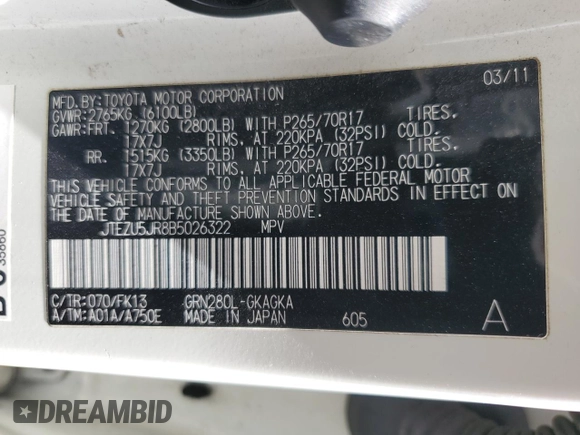 03/11
MFD.BY:TOYOTA MOTOR CORPORATION
GVWR:2765KG (6100LB)
GAWR:FRT. 1270KG (2800LB) WITH P265/70R17 TIRES,
17X7J RIMS, AT 220KPA (32PSI) COLD.
RR. 1515KG (3350LB) WITH P265/70R17 TIRES,
17X7J RIMS, AT 220KPA (32PSI) COLD.
THIS VEHICLE CONFORMS TO ALL APPLICABLE FEDERAL MOTOR
VEHICLE SAFETY AND THEFT PREVENTION STANDARDS IN EFFECT ON
THE DATE OF MANUFACTURE SHOWN ABOVE.
JTEZU5JR8B5026322 MPV
C/TR:070/FK13 GRN280L-GKAGKA
A/TM:A01A/A750E MADE IN JAPAN 605 A
35860
DREAMBID